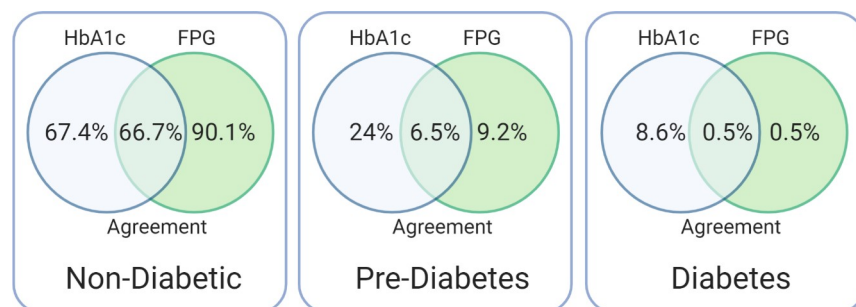 HbA1c FPG
67.4% 66.7% 90.1%
Agreement
Non-Diabetic
HbA1c FPG
24% 6.5% 9.2%
Agreement
Pre-Diabetes
HbA1c FPG
8.6% 0.5% 0.5%
Agreement
Diabetes